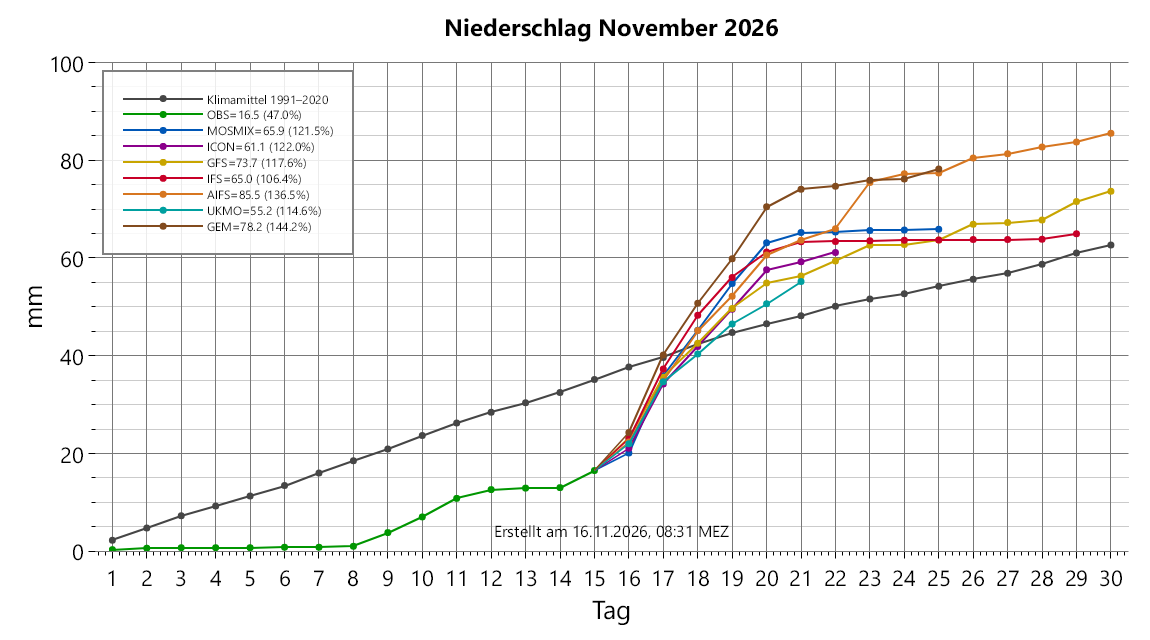 Niederschlag November 2026
100
80
60
40
20
0
mm
Klimamittel 1991–2020
OBS=16.5 (47.0%)
MOSMIX=65.9 (121.5%)
ICON=61.1 (122.0%)
GFS=73.7 (117.6%)
IFS=65.0 (106.4%)
AIFS=85.5 (136.5%)
UKMO=55.2 (114.6%)
GEM=78.2 (144.2%)
Erstellt am 16.11.2026, 08:31 MEZ
1 2 3 4 5 6 7 8 9 10 11 12 13 14 15 16 17 18 19 20 21 22 23 24 25 26 27 28 29 30
Tag